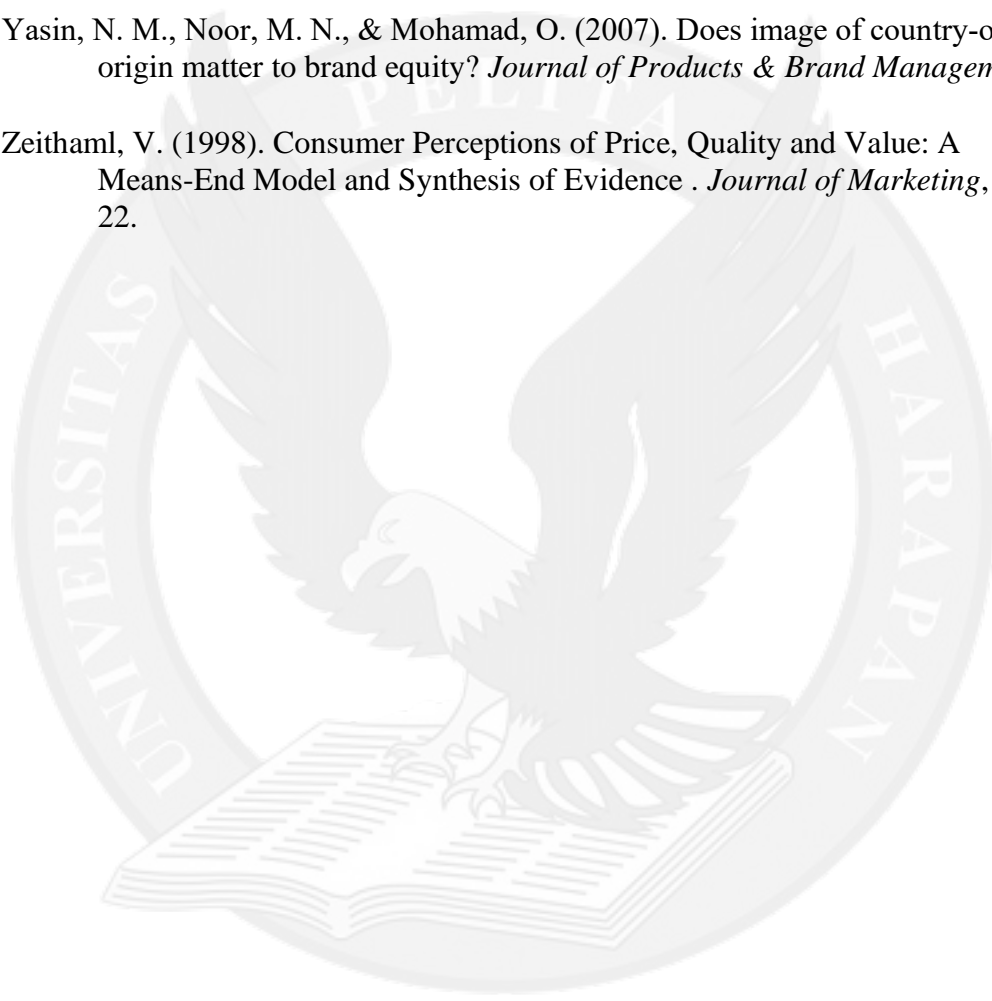 Yasin, N. M., Noor, M. N., & Mohamad, O. (2007). Does image of country-o
origin matter to brand equity? Journal of Products & Brand Managem
Zeithaml, V. (1998). Consumer Perceptions of Price, Quality and Value: A
Means-End Model and Synthesis of Evidence . Journal of Marketing,
22.
UNIVERSITAS PELITA HARAPAN